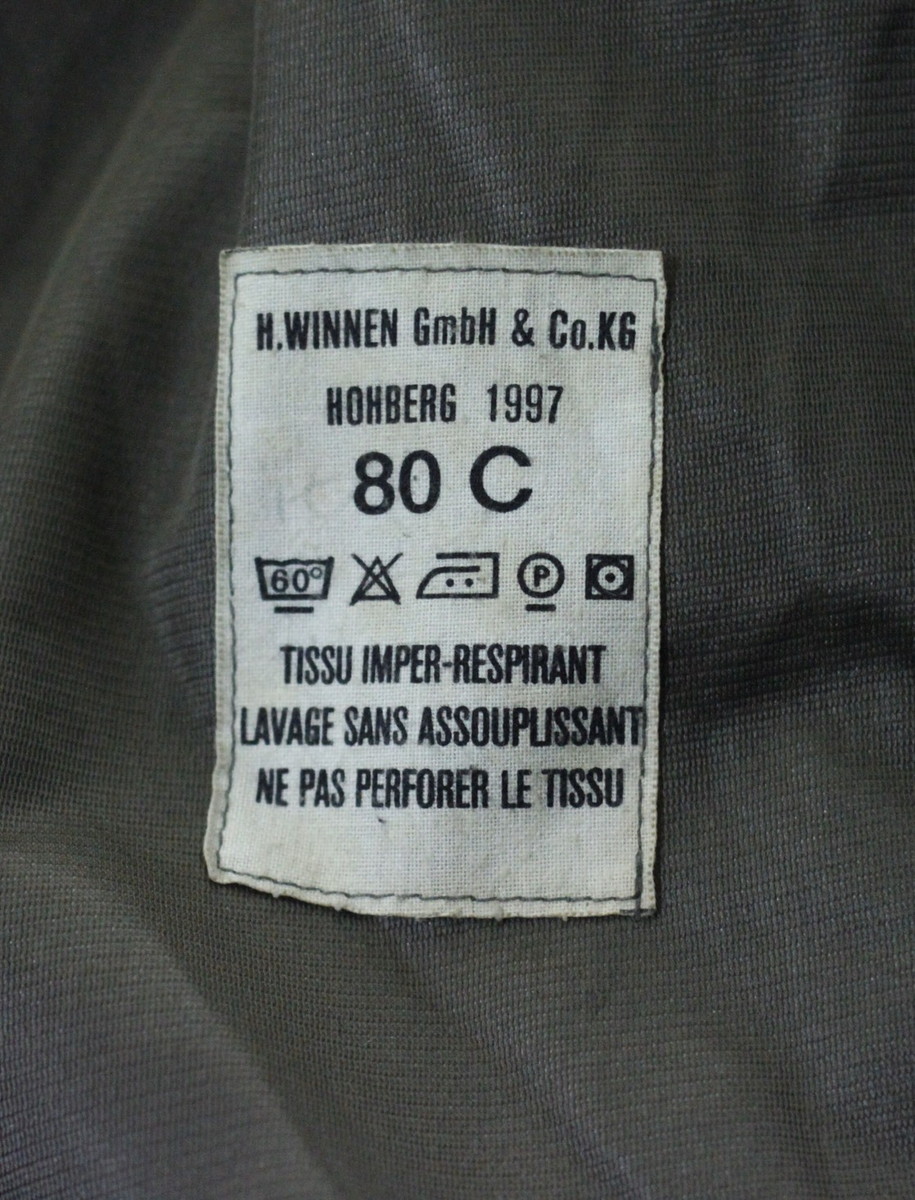 H.WINNEN GmbH & Co.KG
HOHBERG 1997
80 C
60° P
TISSU IMPER-RESPIRANT
LAVAGE SANS ASSOUPLISSANT
NE PAS PERFORER LE TISSU